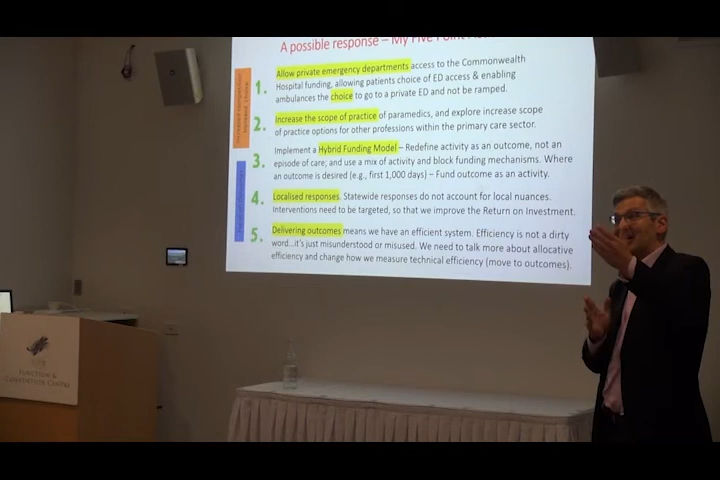 A possible response – My Five Point
1. Allow private emergency departments access to the Commonwealth
Hospital funding, allowing patients choice of ED access & enabling
ambulances the choice to go to a private ED and not be ramped.
2. Increase the scope of practice of paramedics, and explore increase scope
of practice options for other professions within the primary care sector.
3. Implement a Hybrid Funding Model – Redefine activity as an outcome, not an
episode of care; and use a mix of activity and block funding mechanisms. Where
an outcome is desired (e.g., first 1,000 days) – Fund outcome as an activity.
4. Localised responses. Statewide responses do not account for local nuances.
Interventions need to be targeted, so that we improve the Return on Investment.
5. Delivering outcomes means we have an efficient system. Efficiency is not a dirty
word...it's just misunderstood or misused. We need to talk more about allocative
efficiency and change how we measure technical efficiency (move to outcomes).
FUNCTION &
CONVENTION CENTRE